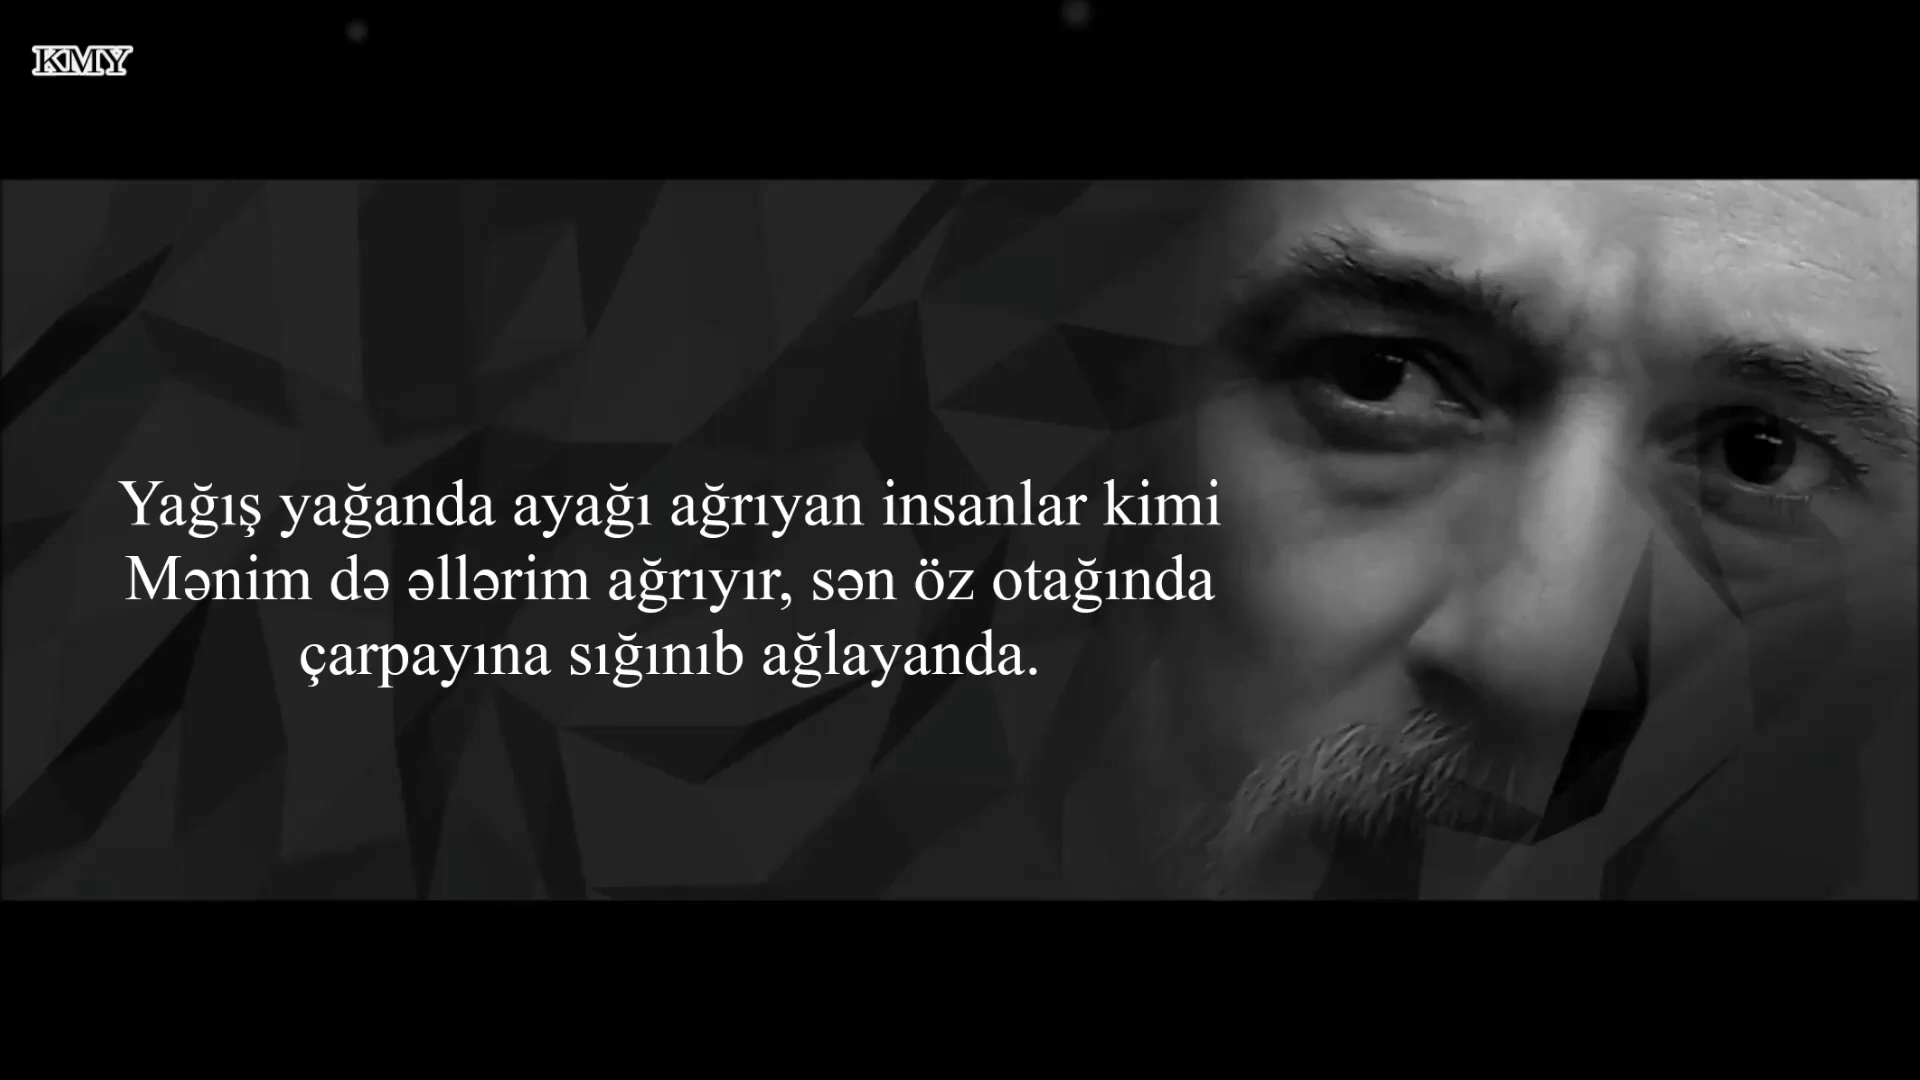 KMY
Yağış yağanda ayağı ağrıyan insanlar kimi
Mənim də əllərim ağrıyır, sən öz otağında
çarpayına sığınıb ağlayanda.